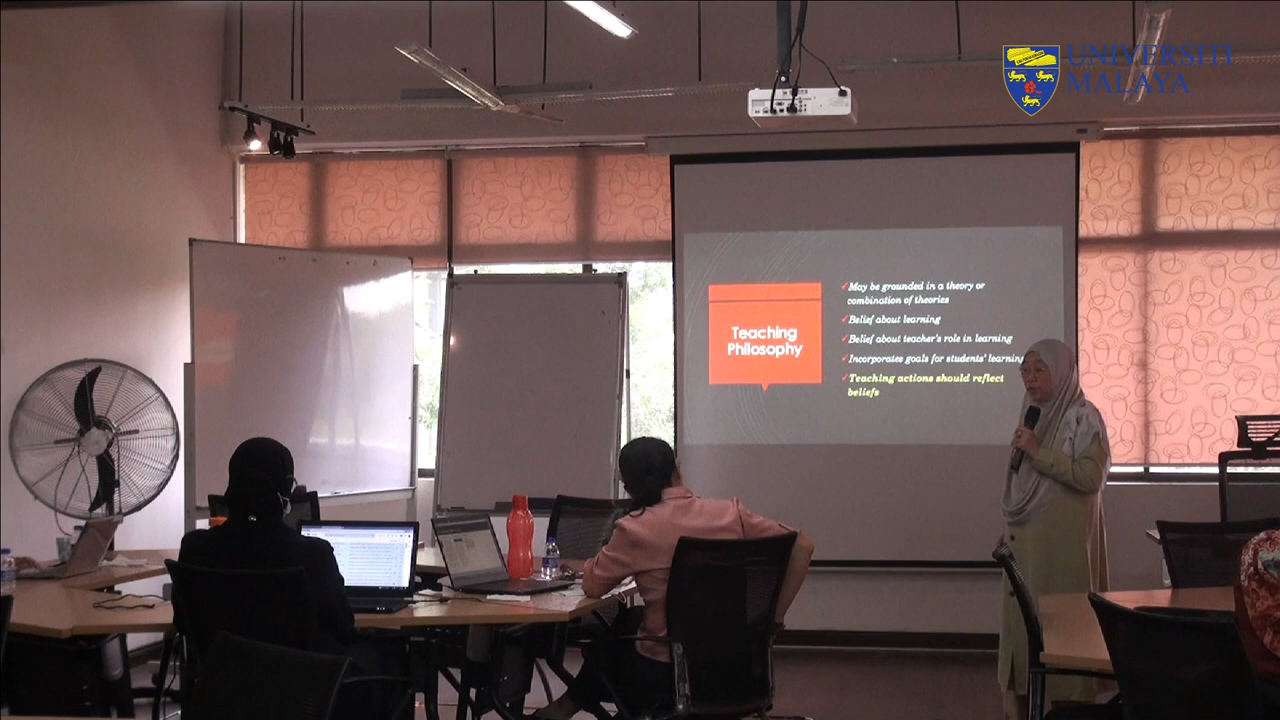 UNIVERSITI
MALAYA
Teaching
Philosophy
✓May be grounded in a theory or
combination of theories
✓Belief about learning
✓Belief about teacher's role in learning
✓Incorporates goals for students' learning
✓Teaching actions should reflect
beliefs